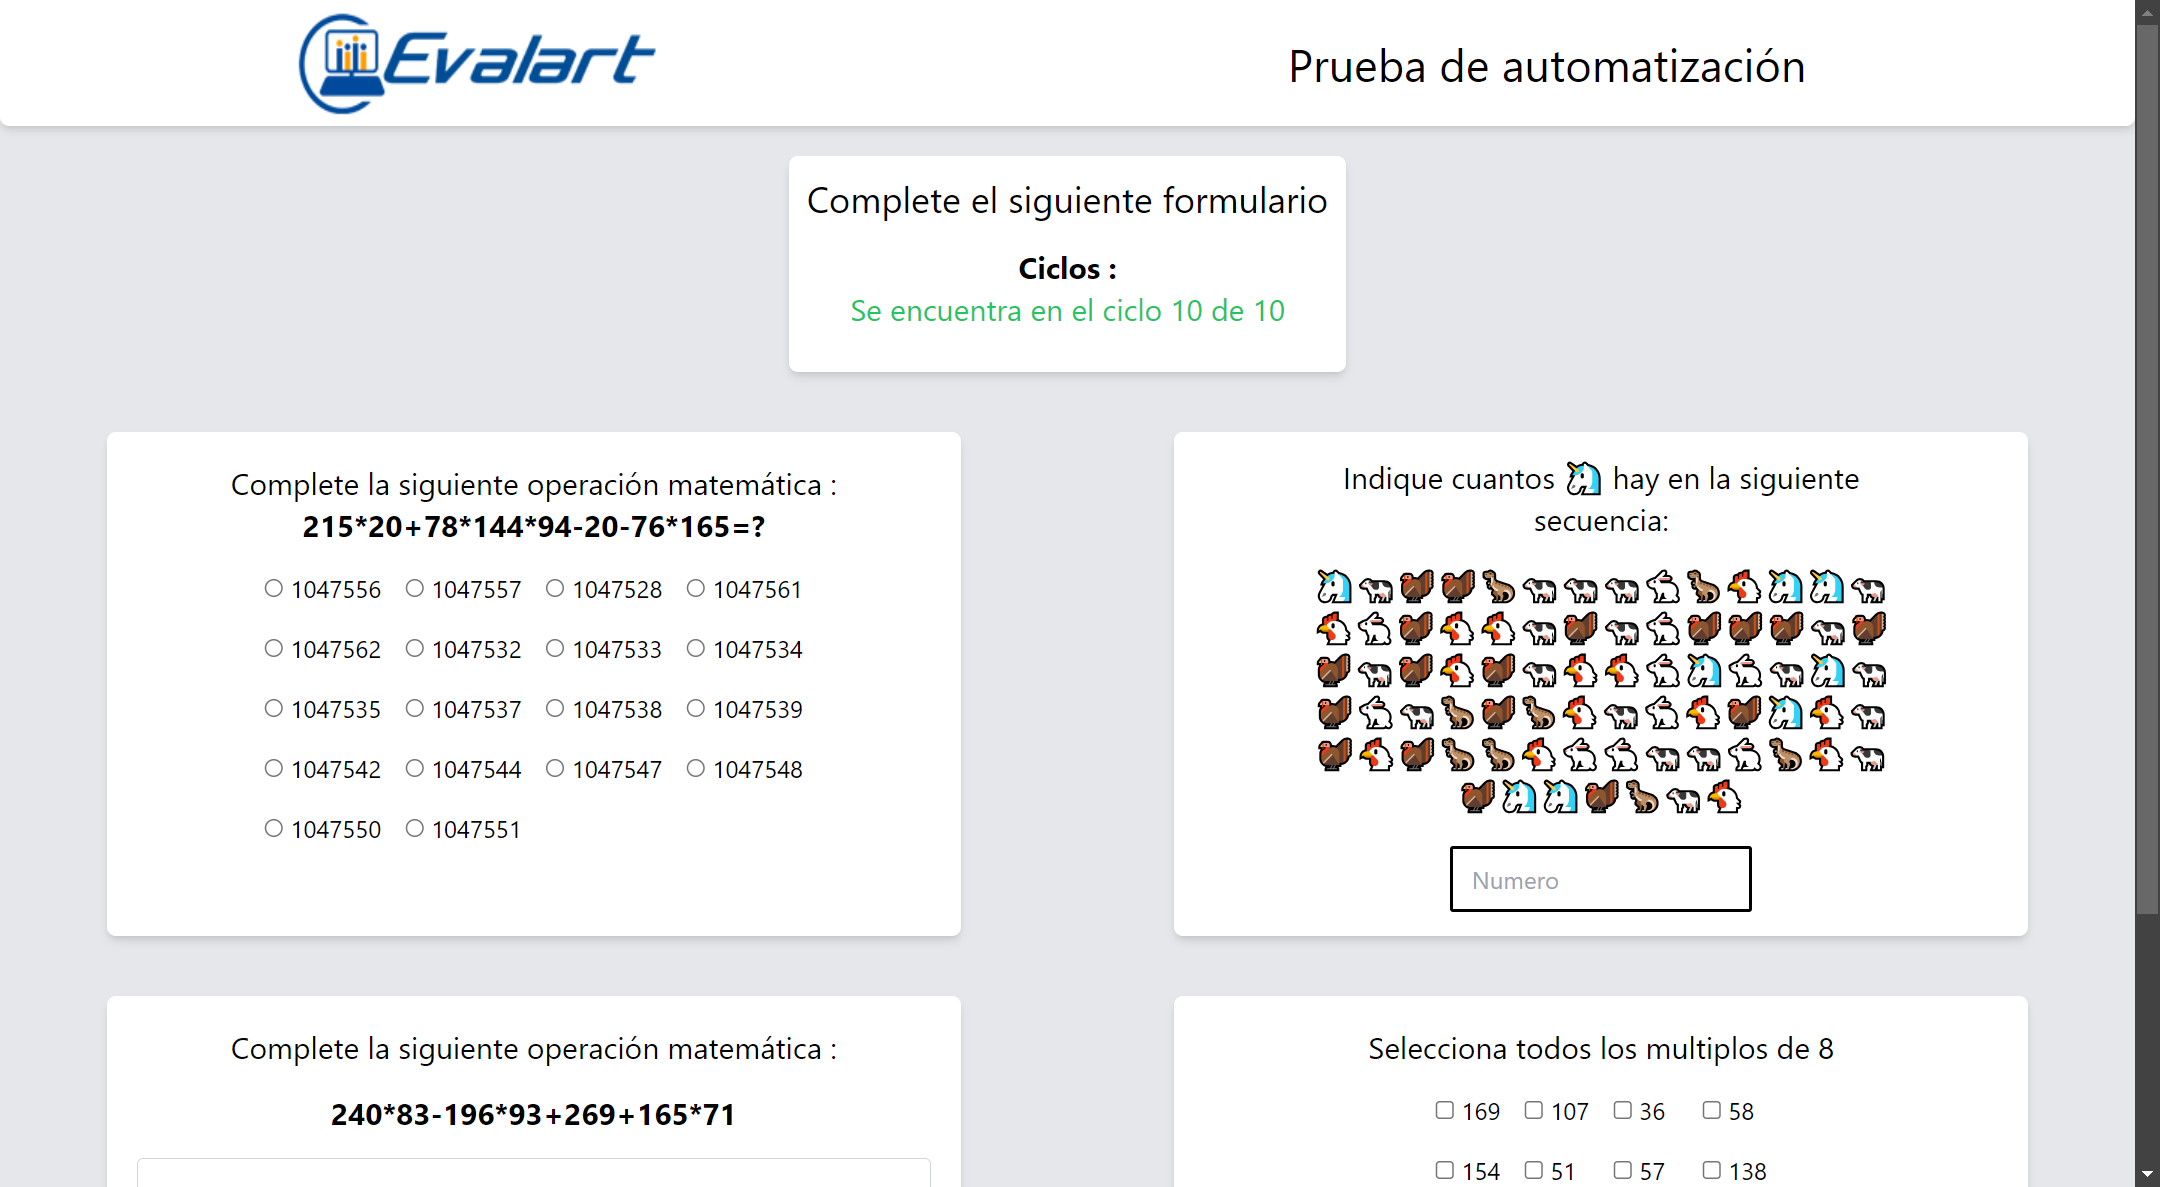 Evalart
Prueba de automatización
Complete el siguiente formulario
Ciclos :
Se encuentra en el ciclo 10 de 10
Complete la siguiente operación matemática :
215*20+78*144*94-20-76*165=?
1047556 1047557 1047528 1047561
1047562 1047532 1047533 1047534
1047535 1047537 1047538 1047539
1047542 1047544 1047547 1047548
1047550 1047551
Indique cuantos 🦄 hay en la siguiente
secuencia:
🦄 🐄 🦃 🦃 🦖 🐄 🐄 🐄 🐇 🦖 🐔 🦄 🦄 🐄
🐔 🐇 🦃 🐔 🐔 🐄 🦃 🐄 🐇 🦃 🦃 🦃 🐄 🦃
🦃 🐄 🦃 🐔 🦃 🐄 🐔 🐔 🐇 🦄 🐇 🐄 🦄 🐄
🦃 🐇 🐄 🦖 🦃 🦖 🐔 🐄 🐇 🐔 🦃 🦄 🐔 🐄
🦃 🐔 🦃 🦖 🦖 🐔 🐇 🐇 🐄 🐄 🐇 🦖 🐔 🐄
🦃 🦄 🦄 🦃 🦖 🐄 🐔
Numero
Complete la siguiente operación matemática :
240*83-196*93+269+165*71
Selecciona todos los multiplos de 8
169 107 36 58
154 51 57 138